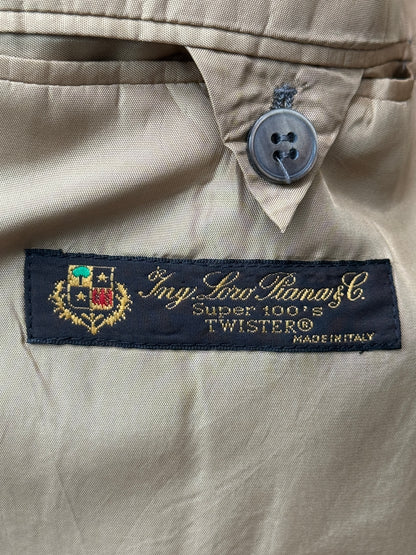 Ing. Loro Piana & C.
Super 100's
TWISTER®
MADE IN ITALY